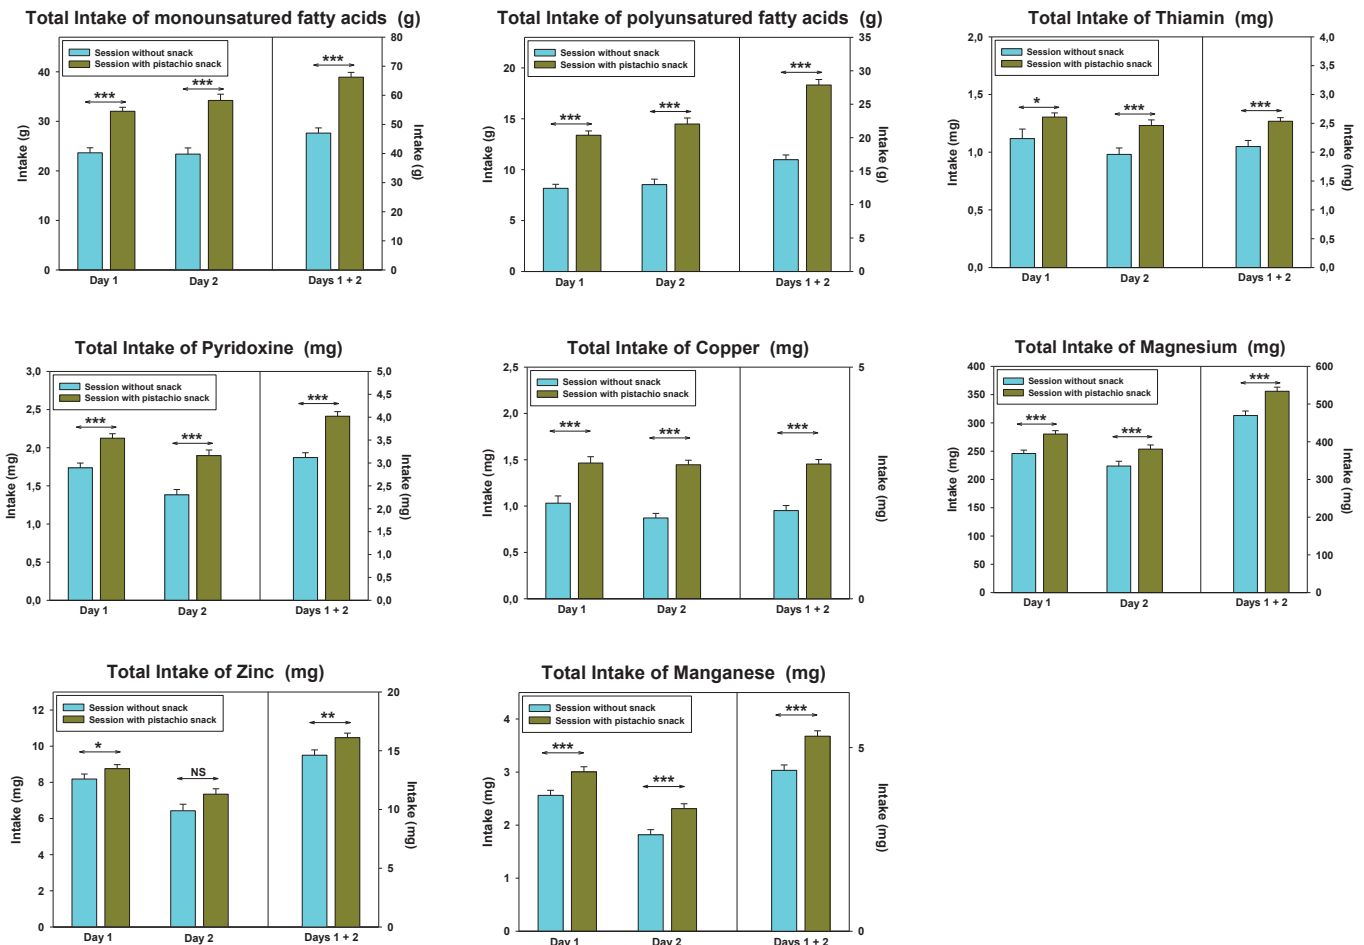 Total Intake of monounsatured fatty acids (g)
Session without snack
Session with pistachio snack
Intake (g)
40
30
20
10
0
***
***
***
80
70
60
50
40
30
20
10
0
Intake (g)
Day 1
Day 2
Days 1 + 2
Total Intake of polyunsatured fatty acids (g)
Session without snack
Session with pistachio snack
Intake (g)
20
15
10
5
0
***
***
***
35
30
25
20
15
10
5
0
Intake (g)
Day 1
Day 2
Days 1 + 2
Total Intake of Thiamin (mg)
Session without snack
Session with pistachio snack
Intake (mg)
2,0
1,5
1,0
0,5
0,0
*
***
***
4,0
3,5
3,0
2,5
2,0
1,5
1,0
0,5
0,0
Intake (mg)
Day 1
Day 2
Days 1 + 2
Total Intake of Pyridoxine (mg)
Session without snack
Session with pistachio snack
Intake (mg)
3,0
2,5
2,0
1,5
1,0
0,5
0,0
***
***
***
5,0
4,5
4,0
3,5
3,0
2,5
2,0
1,5
1,0
0,5
0,0
Intake (mg)
Day 1
Day 2
Days 1 + 2
Total Intake of Copper (mg)
Session without snack
Session with pistachio snack
Intake (mg)
2,5
2,0
1,5
1,0
0,5
0,0
***
***
***
5
0
Intake (mg)
Day 1
Day 2
Days 1 + 2
Total Intake of Magnesium (mg)
Session without snack
Session with pistachio snack
Intake (mg)
400
350
300
250
200
150
100
50
0
***
***
***
600
500
400
300
200
100
0
Intake (mg)
Day 1
Day 2
Days 1 + 2
Total Intake of Zinc (mg)
Session without snack
Session with pistachio snack
Intake (mg)
12
10
8
6
4
2
0
*
NS
**
20
15
10
5
0
Intake (mg)
Day 1
Day 2
Days 1 + 2
Total Intake of Manganese (mg)
Session without snack
Session with pistachio snack
Intake (mg)
4
3
2
1
0
***
***
***
5
0
Intake (mg)
Day 1
Day 2
Days 1 + 2